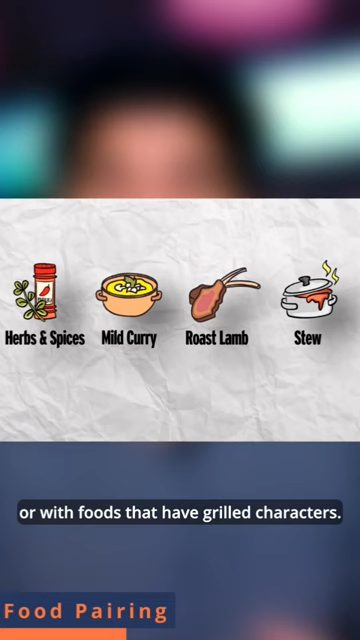 Herbs & Spices Mild Curry Roast Lamb Stew
or with foods that have grilled characters.
Food Pairing